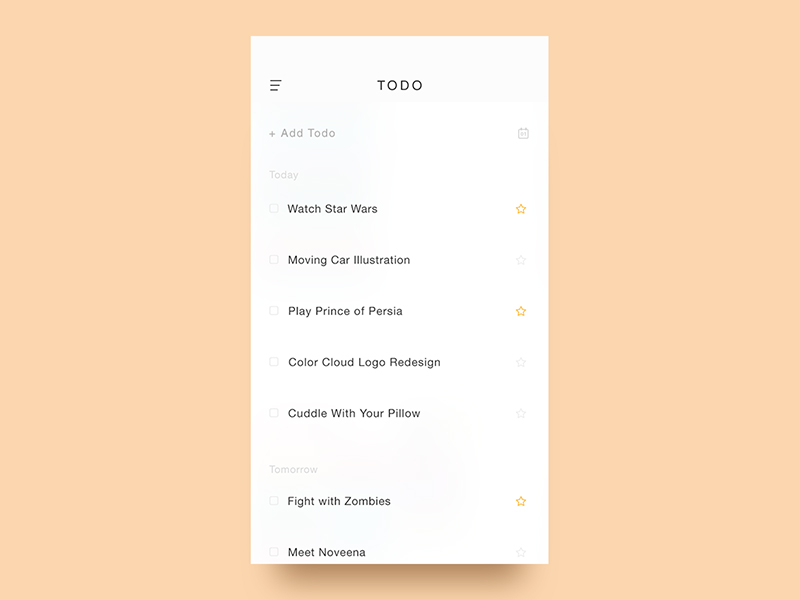 TODO
+ Add Todo
Today
Watch Star Wars
Moving Car Illustration
Play Prince of Persia
Color Cloud Logo Redesign
Cuddle With Your Pillow
Tomorrow
Fight with Zombies
Meet Noveena